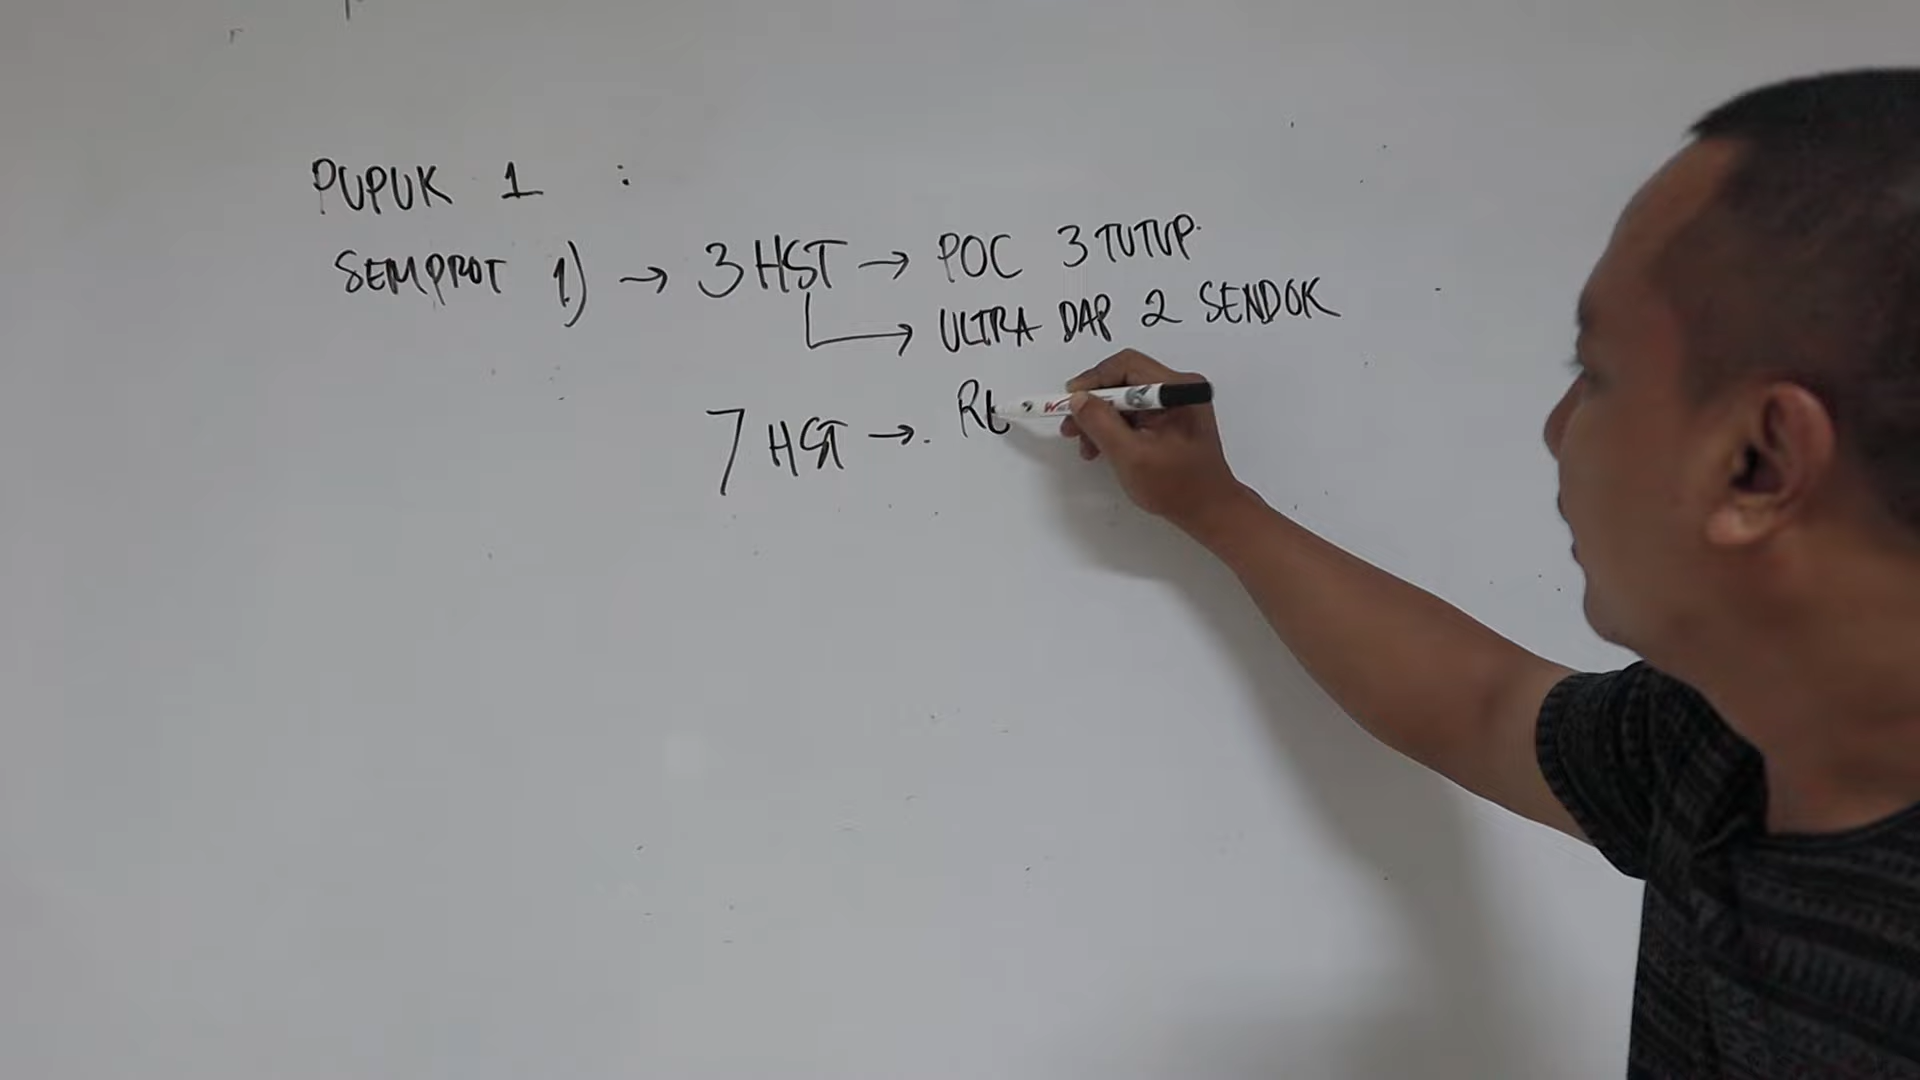 PUPUK 1 :
SEMPROT 1) → 3 HST → POC 3 TUTUP
→ ULTRA DAP 2 SENDOK
7 HST →